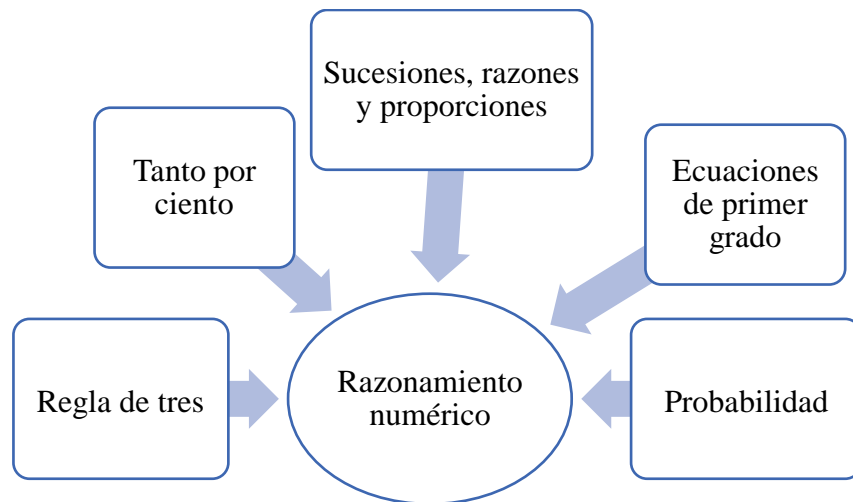 Sucesiones, razones
y proporciones
Tanto por
ciento
Ecuaciones
de primer
grado
Regla de tres
Razonamiento
numérico
Probabilidad